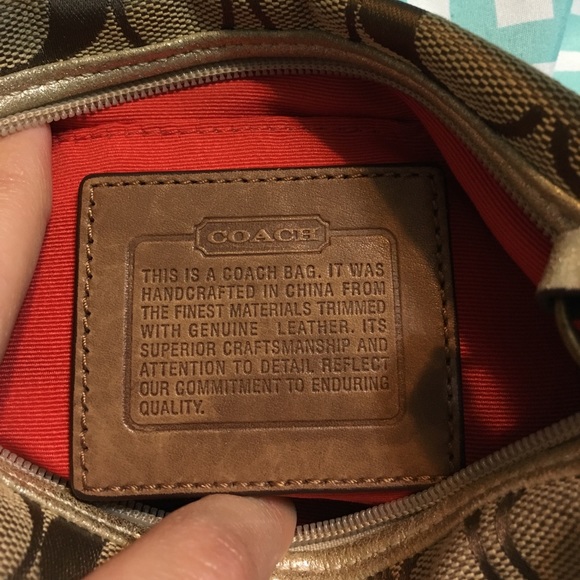 COACH
THIS IS A COACH BAG. IT WAS
HANDCRAFTED IN CHINA FROM
THE FINEST MATERIALS TRIMMED
WITH GENUINE LEATHER. ITS
SUPERIOR CRAFTSMANSHIP AND
ATTENTION TO DETAIL REFLECT
OUR COMMITMENT TO ENDURING
QUALITY.